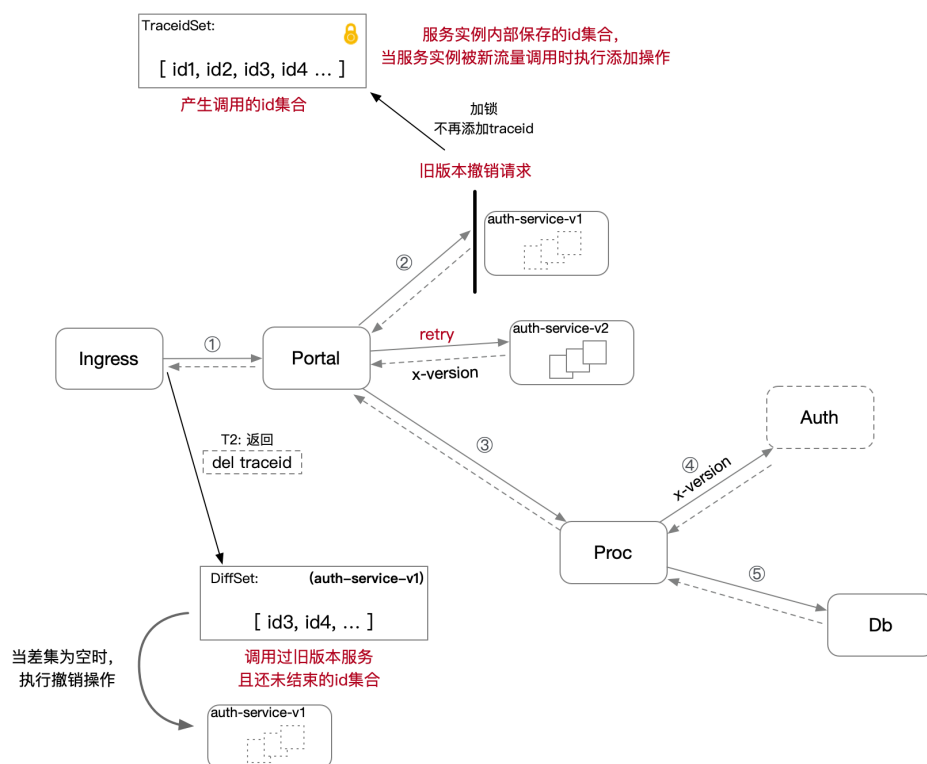 TraceidSet:
[ id1, id2, id3, id4 ... ]
产生调用的id集合
服务实例内部保存的id集合，
当服务实例被新流量调用时执行添加操作
加锁
不再添加traceid
旧版本撤销请求
auth-service-v1
②
retry
auth-service-v2
x-version
Ingress
①
Portal
T2: 返回
del traceid
③
Auth
④
x-version
Proc
⑤
Db
DiffSet:
(auth-service-v1)
[ id3, id4, ... ]
调用过旧版本服务
且还未结束的id集合
当差集为空时，
执行撤销操作
auth-service-v1